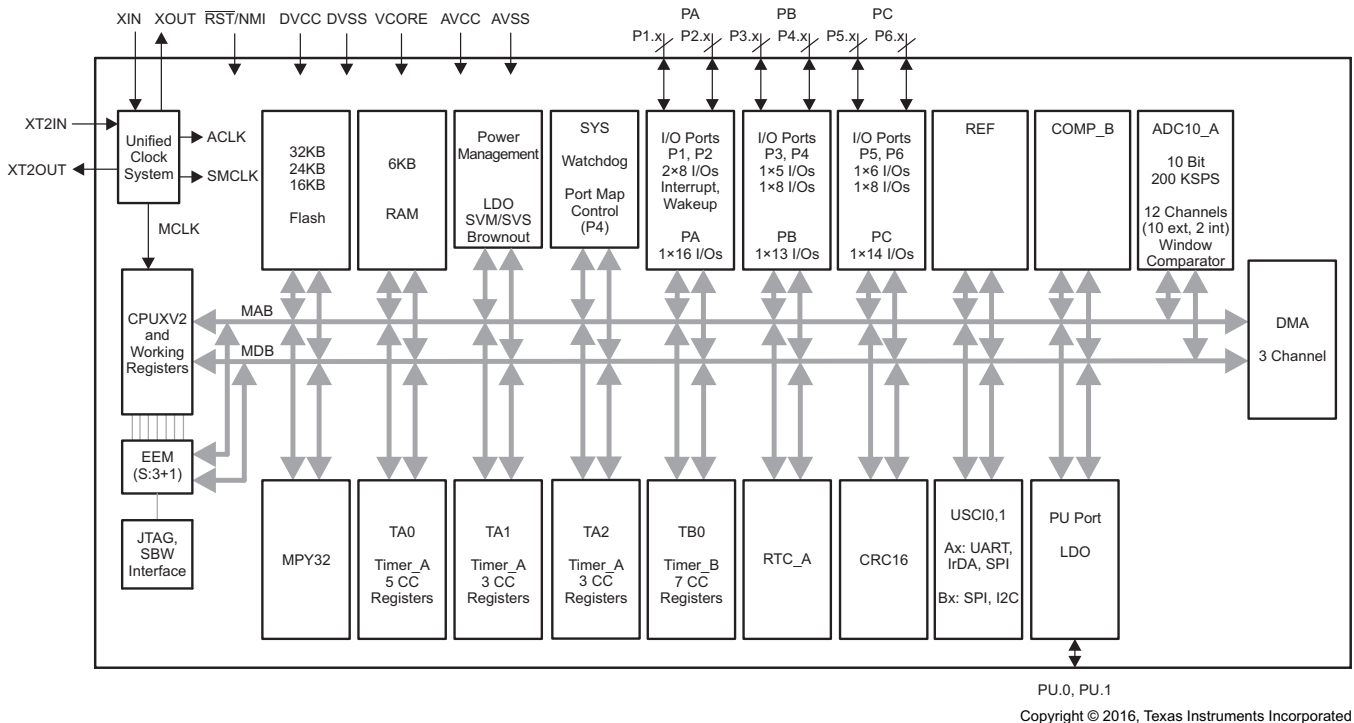 XIN
XOUT
RST/NMI
DVCC
DVSS
VCORE
AVCC
AVSS
PA
P1.x
P2.x
PB
P3.x
P4.x
PC
P5.x
P6.x
XT2IN
XT2OUT
Unified
Clock
System
ACLK
SMCLK
MCLK
32KB
24KB
16KB
Flash
6KB
RAM
Power
Management
LDO
SVM/SVS
Brownout
SYS
Watchdog
Port Map
Control
(P4)
I/O Ports
P1, P2
2×8 I/Os
Interrupt,
Wakeup
PA
1×16 I/Os
I/O Ports
P3, P4
1×5 I/Os
1×8 I/Os
PB
1×13 I/Os
I/O Ports
P5, P6
1×6 I/Os
1×8 I/Os
PC
1×14 I/Os
REF
COMP_B
ADC10_A
10 Bit
200 KSPS
12 Channels
(10 ext, 2 int)
Window
Comparator
CPUXV2
and
Working
Registers
MAB
MDB
DMA
3 Channel
EEM
(S:3+1)
JTAG,
SBW
Interface
MPY32
TA0
Timer_A
5 CC
Registers
TA1
Timer_A
3 CC
Registers
TA2
Timer_A
3 CC
Registers
TB0
Timer_B
7 CC
Registers
RTC_A
CRC16
USCI0,1
Ax: UART,
IrDA, SPI
Bx: SPI, I2C
PU Port
LDO
PU.0, PU.1
Copyright © 2016, Texas Instruments Incorporated